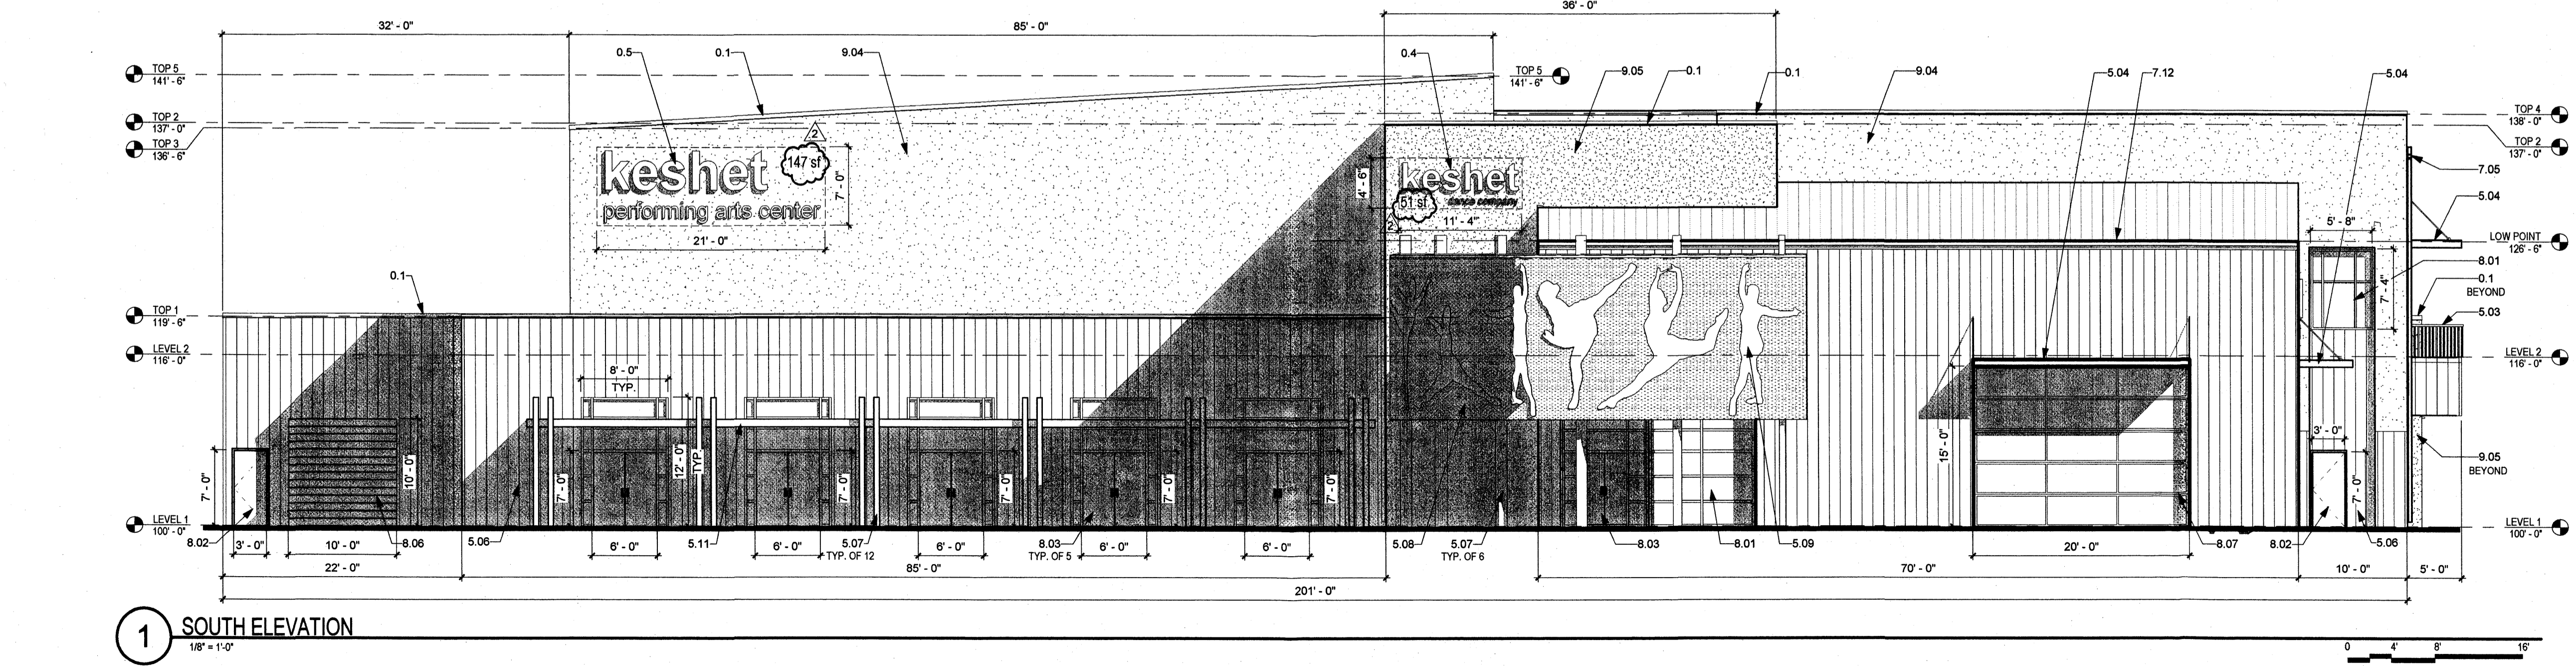 36' - 0"
32' - 0"
85' - 0"
0.5
0.1
9.04
0.4
9.05
0.1
0.1
9.04
5.04
7.12
5.04
TOP 5
141' - 6"
TOP 5
141' - 6"
TOP 2
137' - 0"
TOP 3
136' - 6"
TOP 4
138' - 0"
TOP 2
137' - 0"
2
keshet
147 sf
performing arts center
7' - 0"
21' - 0"
4' - 6"
keshet
51 sf
dance company
2
11' - 4"
7.05
5.04
5' - 8"
LOW POINT
126' - 6"
8.01
7' - 4"
0.1
BEYOND
5.03
0.1
TOP 1
119' - 6"
LEVEL 2
116' - 0"
LEVEL 2
116' - 0"
8' - 0"
TYP.
7' - 0"
10' - 0"
7' - 0"
12' - 0"
TYP.
7' - 0"
7' - 0"
7' - 0"
7' - 0"
15' - 0"
3' - 0"
7' - 0"
9.05
BEYOND
LEVEL 1
100' - 0"
LEVEL 1
100' - 0"
8.02
3' - 0"
10' - 0"
8.06
5.06
6' - 0"
5.11
6' - 0"
5.07
TYP. OF 12
6' - 0"
8.03
TYP. OF 5
6' - 0"
6' - 0"
5.08
5.07
TYP. OF 6
8.03
8.01
5.09
20' - 0"
8.07
8.02
5.06
22' - 0"
85' - 0"
70' - 0"
10' - 0"
5' - 0"
201' - 0"
1
SOUTH ELEVATION
1/8" = 1'-0"
0 4' 8' 16'